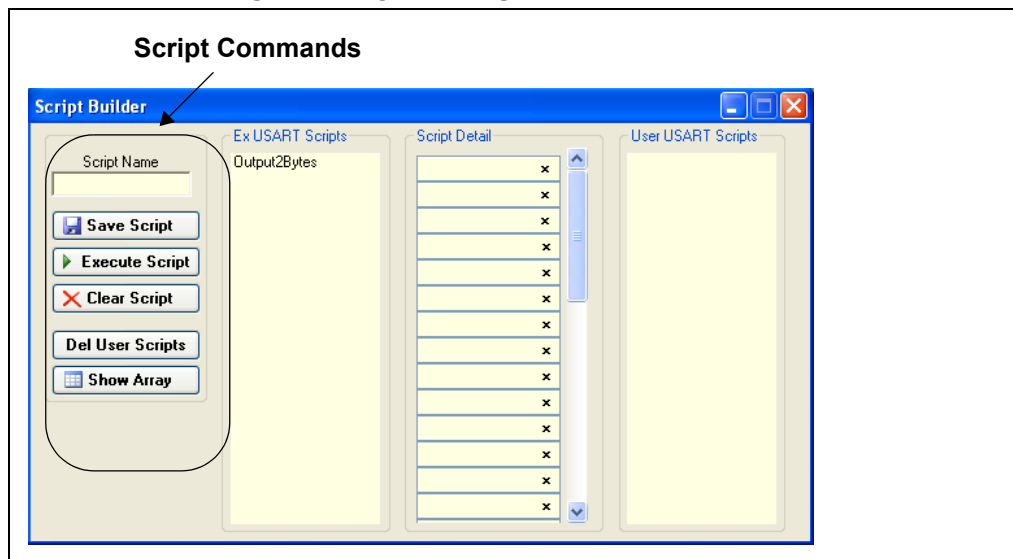 Script Commands
Script Builder
Script Name
Save Script
Execute Script
Clear Script
Del User Scripts
Show Array
Ex USART Scripts
Output2Bytes
Script Detail
x
x
x
x
x
x
x
x
x
x
x
x
x
x
User USART Scripts